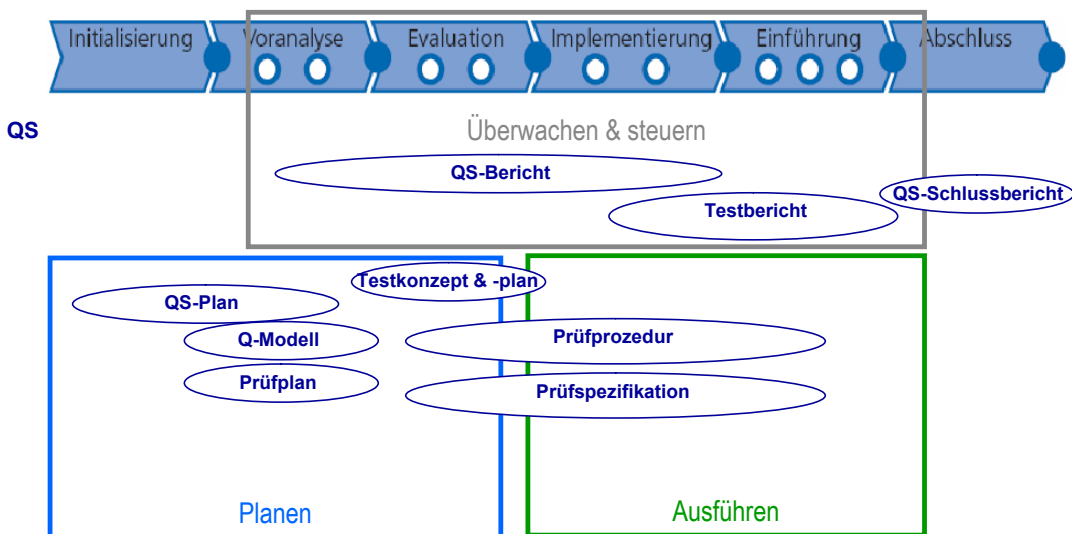 Initialisierung
Voranalyse
Evaluation
Implementierung
Einführung
Abschluss
QS
Überwachen & steuern
QS-Bericht
QS-Schlussbericht
Testbericht
Testkonzept & -plan
QS-Plan
Q-Modell
Prüfprozedur
Prüfplan
Prüfspezifikation
Planen
Ausführen